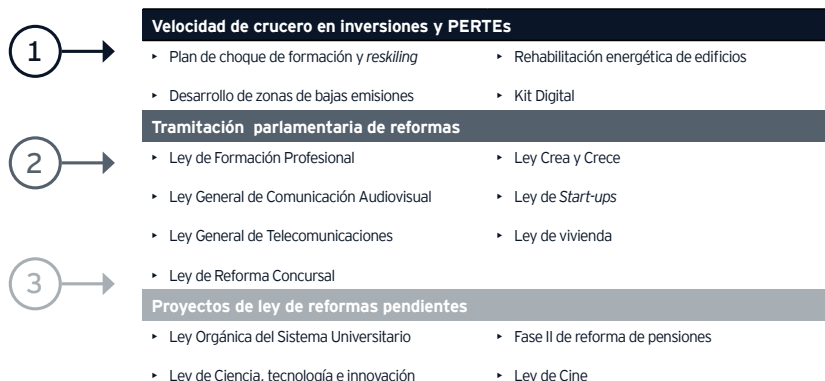 Velocidad de crucero en inversiones y PERTEs
1
‣ Plan de choque de formación y reskiling ‣ Rehabilitación energética de edificios
‣ Desarrollo de zonas de bajas emisiones ‣ Kit Digital
Tramitación parlamentaria de reformas
2
‣ Ley de Formación Profesional ‣ Ley Crea y Crece
‣ Ley General de Comunicación Audiovisual ‣ Ley de Start-ups
‣ Ley General de Telecomunicaciones ‣ Ley de vivienda
3
‣ Ley de Reforma Concursal
Proyectos de ley de reformas pendientes
‣ Ley Orgánica del Sistema Universitario ‣ Fase II de reforma de pensiones
‣ Ley de Ciencia, tecnología e innovación ‣ Ley de Cine